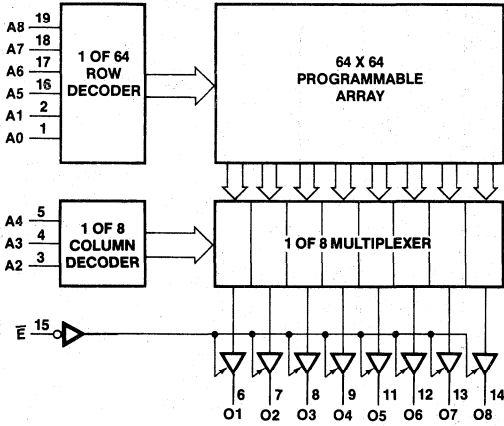 A8 19
A7 18
A6 17
A5 16
A1 2
A0 1
1 OF 64
ROW
DECODER
64 X 64
PROGRAMMABLE
ARRAY
A4 5
A3 4
A2 3
1 OF 8
COLUMN
DECODER
1 OF 8 MULTIPLEXER
E̅ 15
6 7 8 9 11 12 13 14
O1 O2 O3 O4 O5 O6 O7 O8